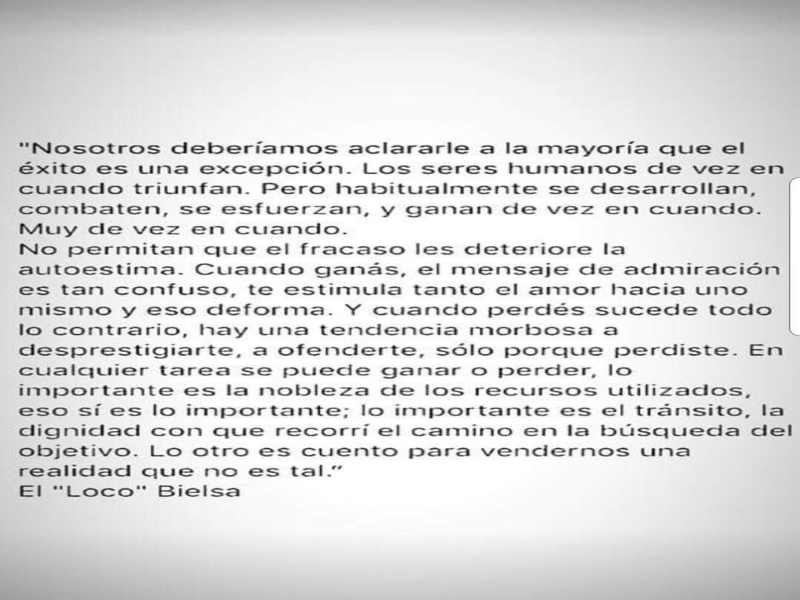 "Nosotros deberíamos aclararle a la mayoría que el
éxito es una excepción. Los seres humanos de vez en
cuando triunfan. Pero habitualmente se desarrollan,
combaten, se esfuerzan, y ganan de vez en cuando.
Muy de vez en cuando.
No permitan que el fracaso les deteriore la
autoestima. Cuando ganás, el mensaje de admiración
es tan confuso, te estimula tanto el amor hacia uno
mismo y eso deforma. Y cuando perdés sucede todo
lo contrario, hay una tendencia morbosa a
desprestigiarte, a ofenderte, sólo porque perdiste. En
cualquier tarea se puede ganar o perder, lo
importante es la nobleza de los recursos utilizados,
eso sí es lo importante; lo importante es el tránsito, la
dignidad con que recorrí el camino en la búsqueda del
objetivo. Lo otro es cuento para vendernos una
realidad que no es tal.”
El "Loco" Bielsa